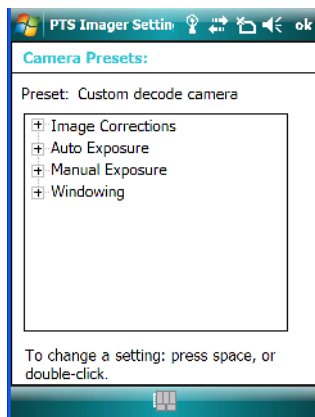 PTS Imager Settin
ok
Camera Presets:
Preset: Custom decode camera
Image Corrections
Auto Exposure
Manual Exposure
Windowing
To change a setting: press space, or
double-click.